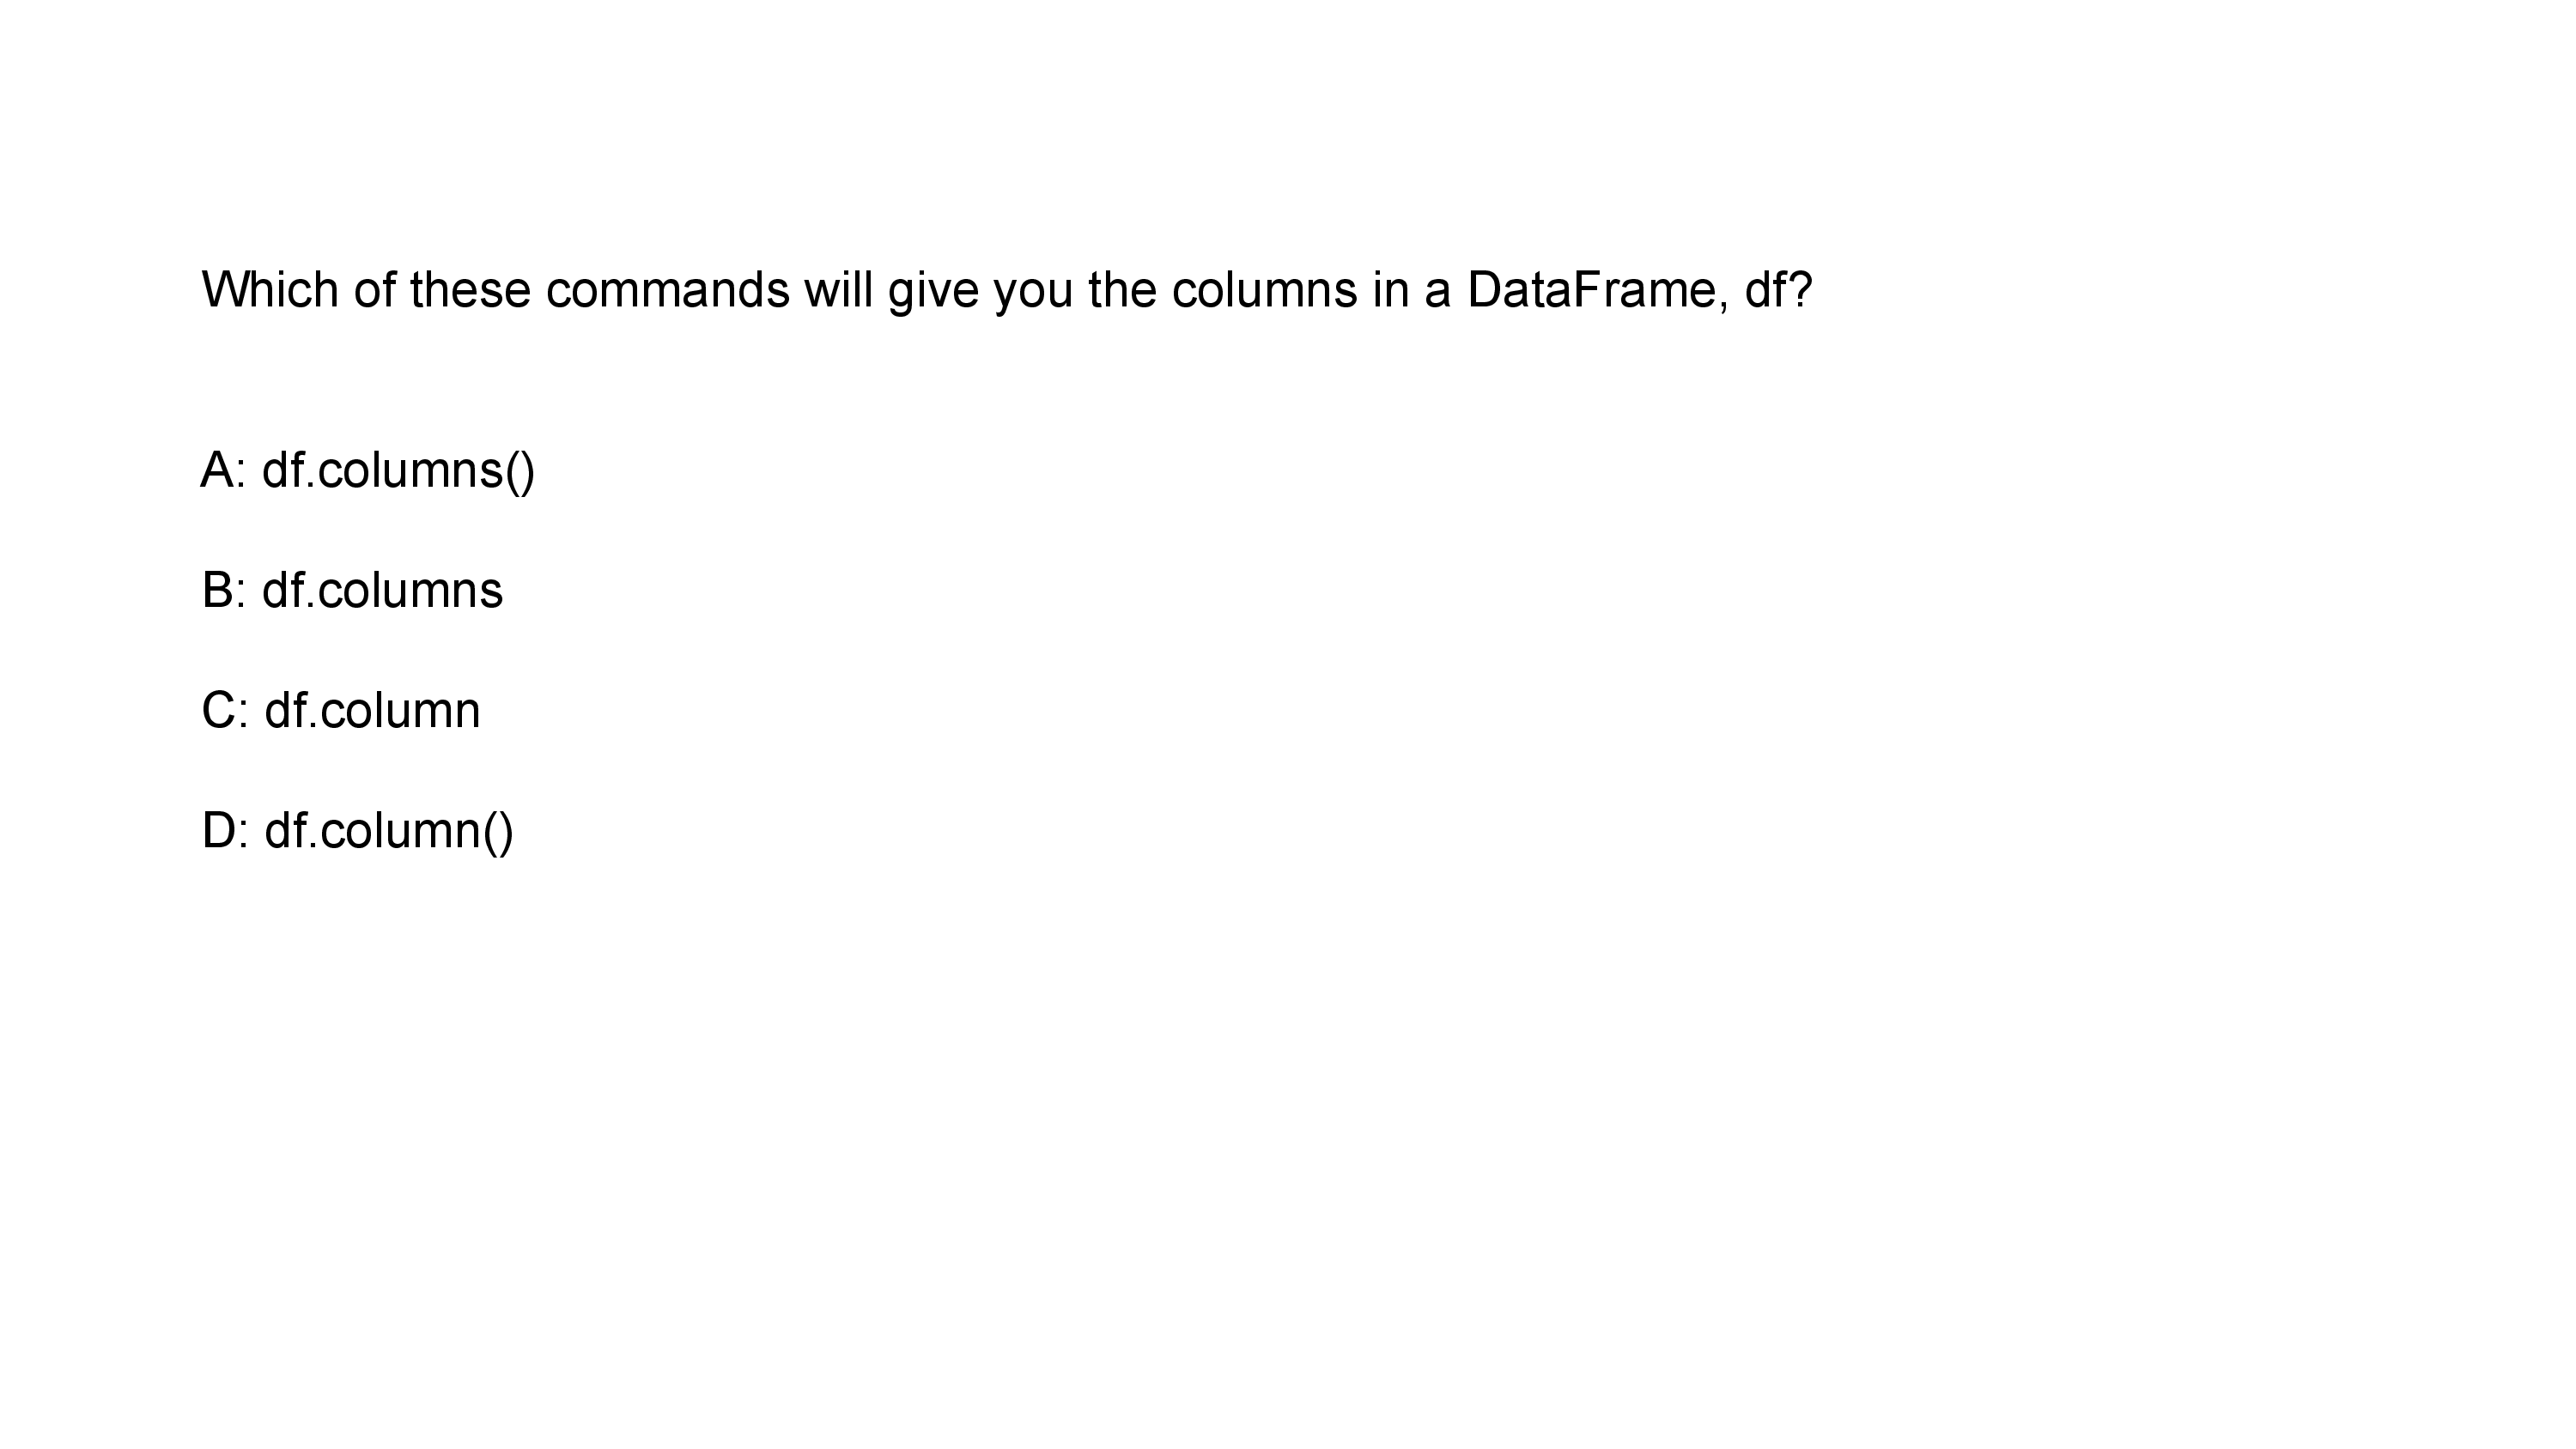 Which of these commands will give you the columns in a DataFrame, df?
A: df.columns()
B: df.columns
C: df.column
D: df.column()